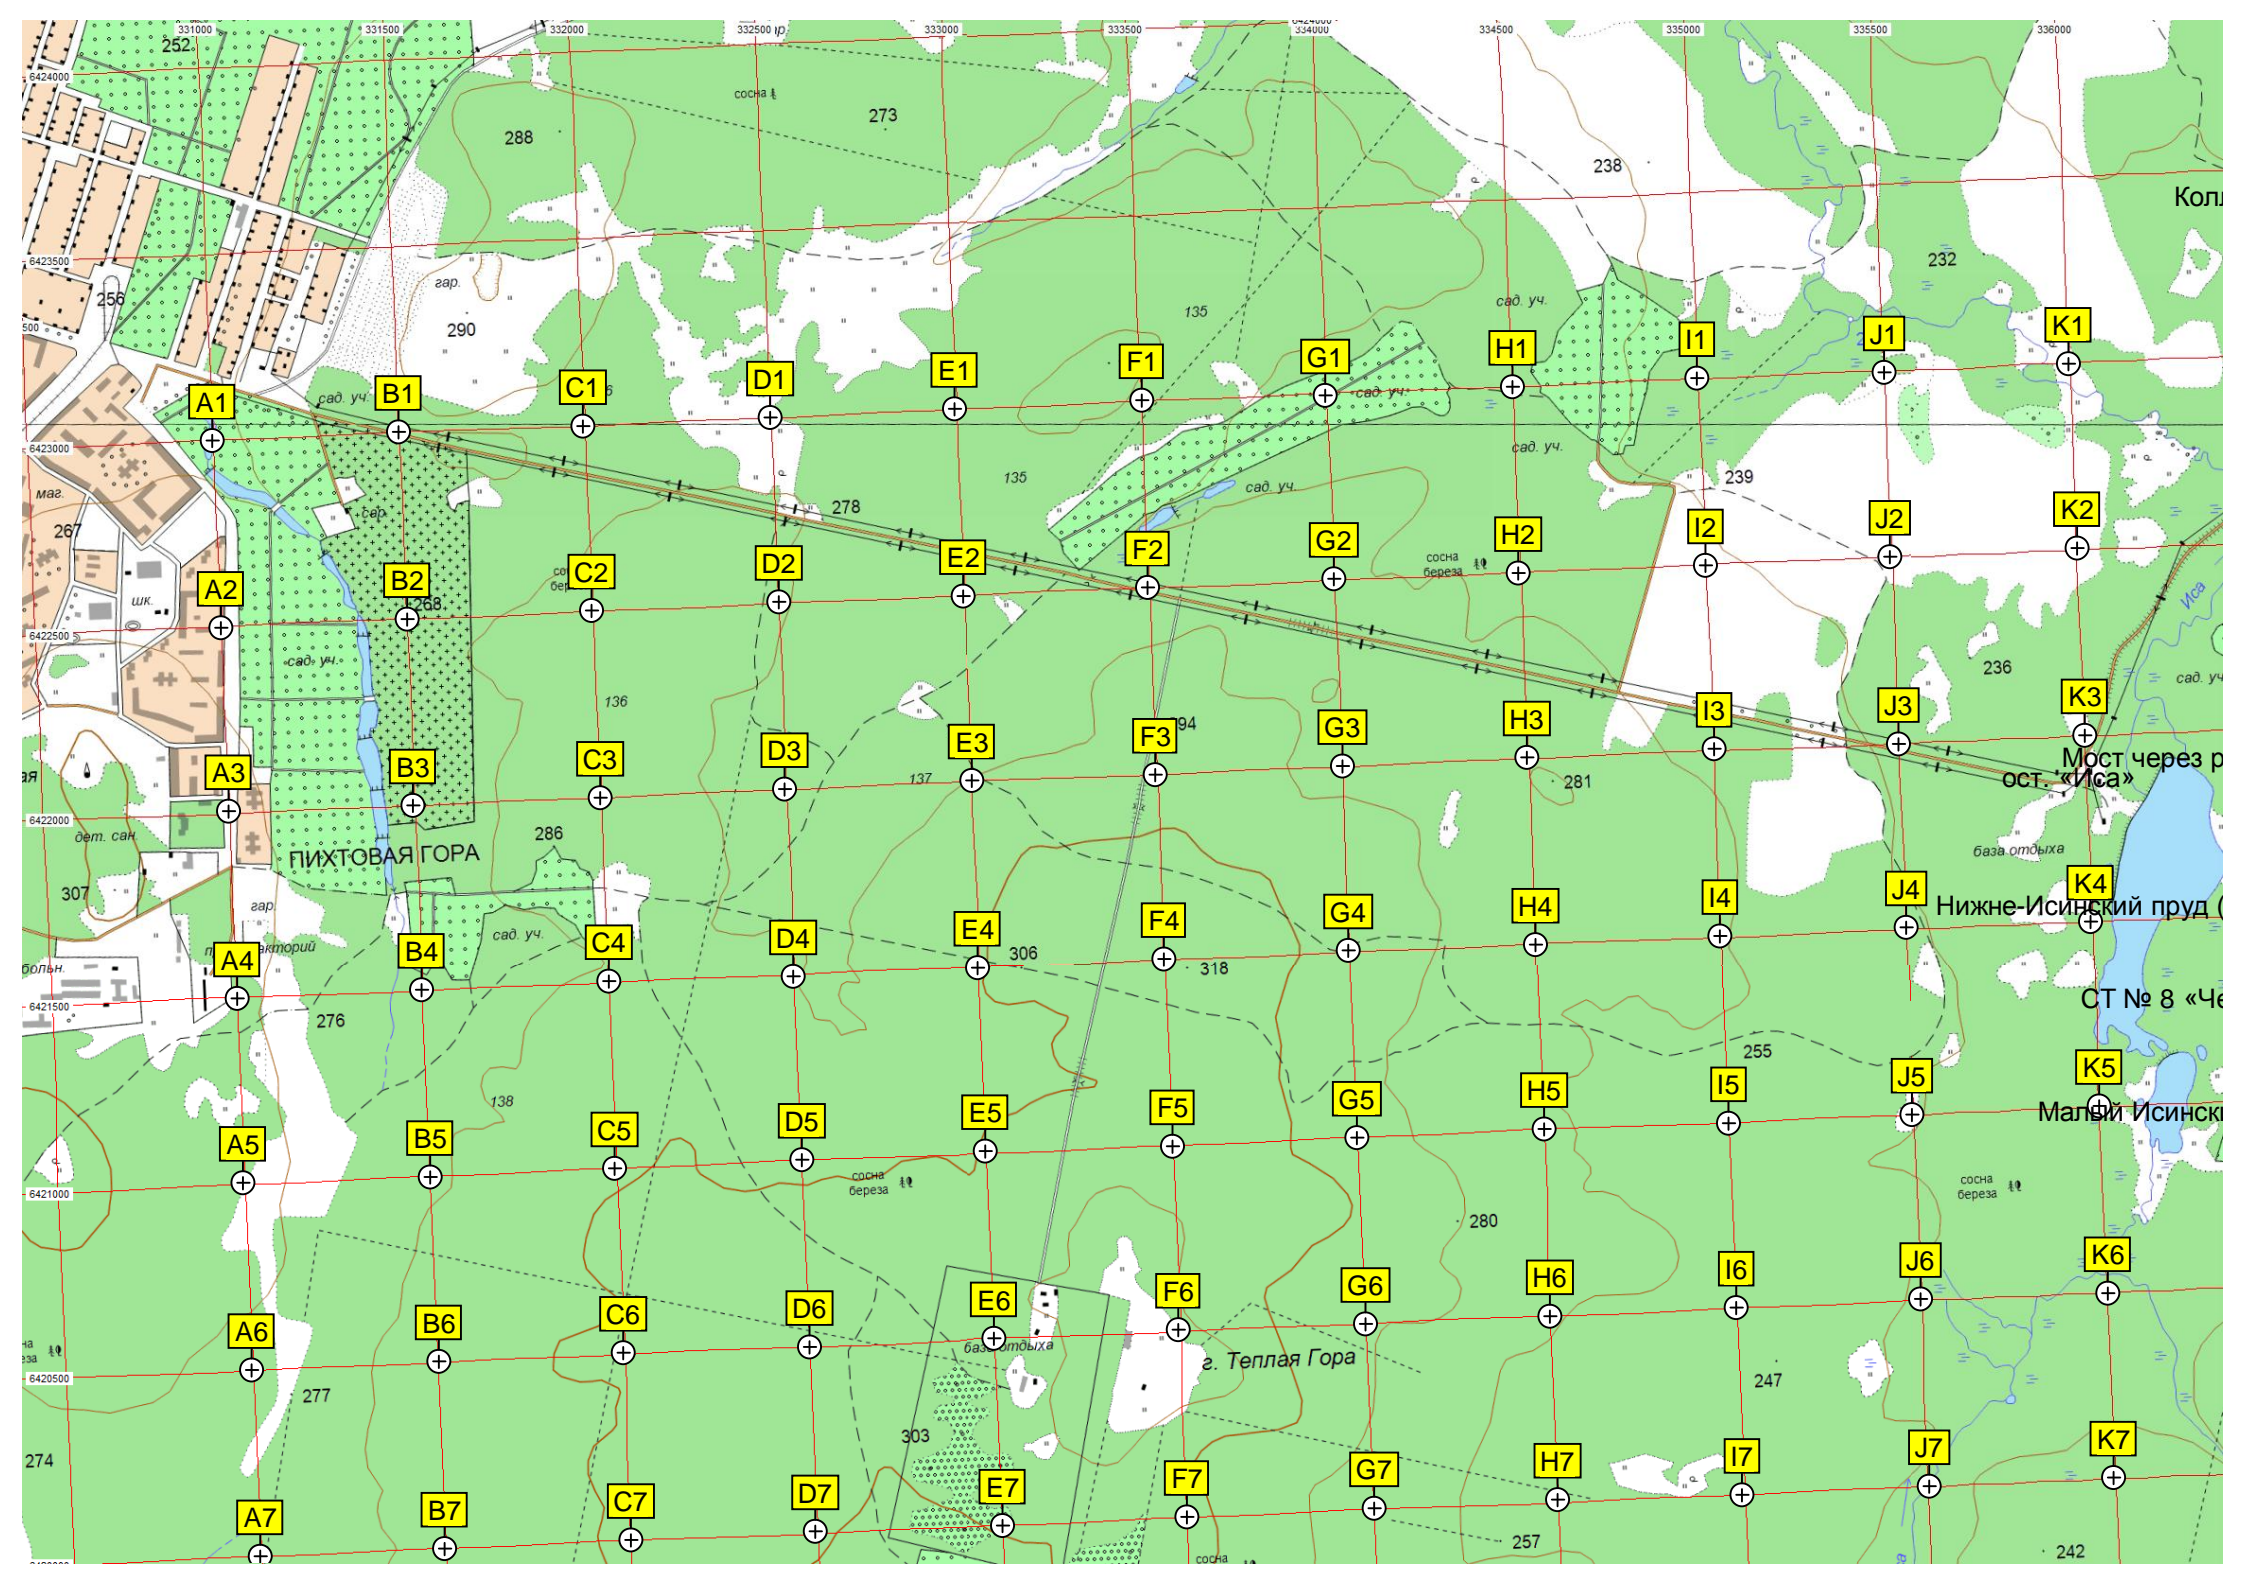 331000 331500 332000 332500 333000 333500 334000 334500 335000 335500 336000
6424000
252
сосна
273
288
238
Колл
6423500
232
256
гар.
290
135
сад. уч.
500
A1 B1 C1 D1 E1 F1 G1 H1 I1 J1 K1
сад. уч.
сад. уч.
6423000
сад. уч.
маг.
135
сад. уч.
239
267
278
сар.
A2 B2 C2 D2 E2 F2 G2 H2 I2 J2 K2
сосна
береза
шк.
268
Иса
6422500
сад. уч.
236
сад. уч
136
A3 B3 C3 D3 E3 F3 G3 H3 I3 J3 K3
Мост через р
ост. «Иса»
137
281
6422000
дет. сан.
286
ПИХТОВАЯ ГОРА
база отдыха
307
гар.
Нижне-Исинский пруд (
A4 B4 C4 D4 E4 F4 G4 H4 I4 J4 K4
сад. уч.
306
318
больн.
СТ № 8 «Че
6421500
276
255
138
A5 B5 C5 D5 E5 F5 G5 H5 I5 J5 K5
Малый Исинск
сосна
береза
сосна
береза
6421000
280
A6 B6 C6 D6 E6 F6 G6 H6 I6 J6 K6
база отдыха
г. Теплая Гора
6420500
277
247
303
274
A7 B7 C7 D7 E7 F7 G7 H7 I7 J7 K7
257
242
сосна